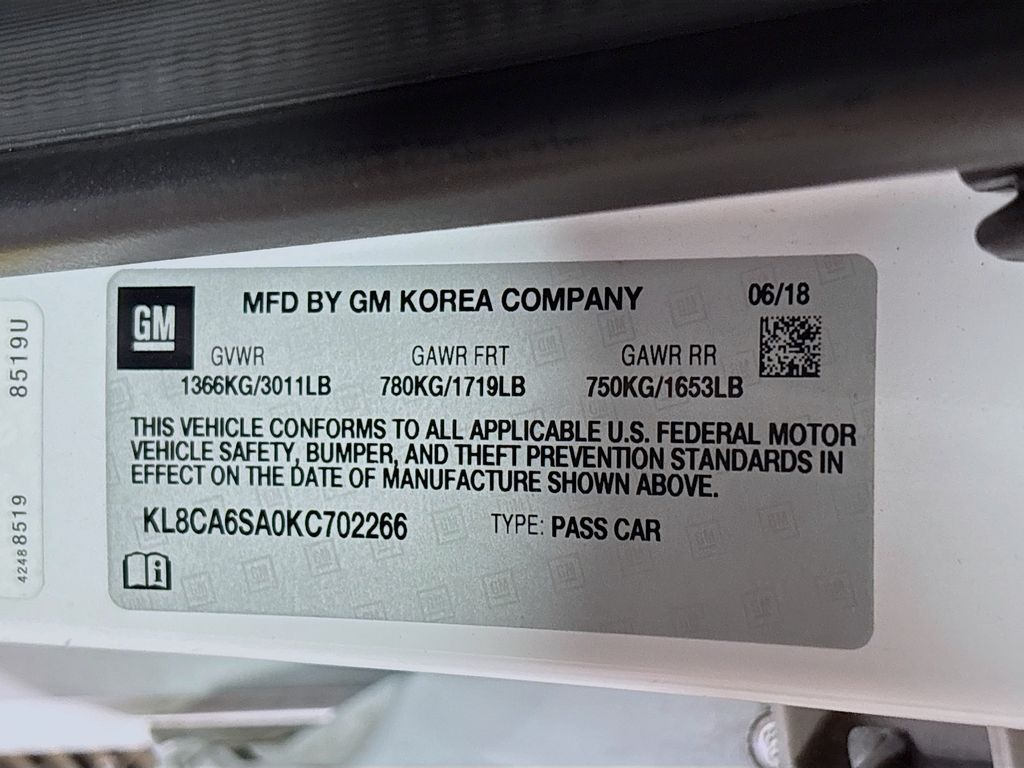 GM
MFD BY GM KOREA COMPANY
06/18
GVWR
GAWR FRT
GAWR RR
1366KG/3011LB
780KG/1719LB
750KG/1653LB
THIS VEHICLE CONFORMS TO ALL APPLICABLE U.S. FEDERAL MOTOR
VEHICLE SAFETY, BUMPER, AND THEFT PREVENTION STANDARDS IN
EFFECT ON THE DATE OF MANUFACTURE SHOWN ABOVE.
KL8CA6SA0KC702266
TYPE: PASS CAR
8519U
42488519